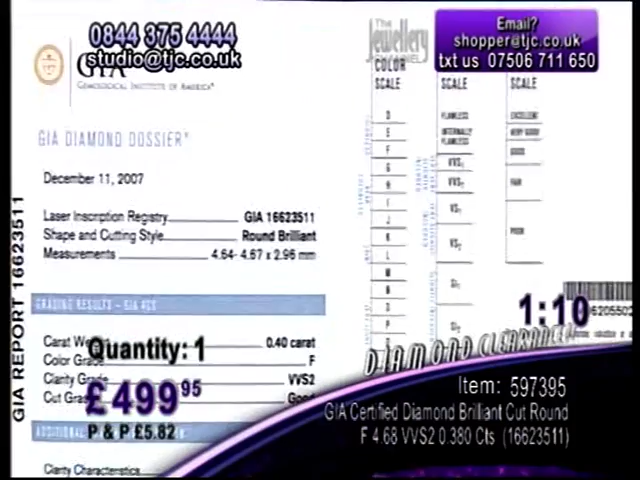 0844 375 4444
studio@tjc.co.uk
GIA
GEMOLOGICAL INSTITUTE OF AMERICA®
The Jewellery Channel
Email?
shopper@tjc.co.uk
txt us 07506 711 650
GIA DIAMOND DOSSIER®
December 11, 2007
Laser Inscription Registry GIA 16623511
Shape and Cutting Style Round Brilliant
Measurements 4.64- 4.67 x 2.96 mm
GIA REPORT 16623511
GRADING RESULTS - GIA 4CS
Carat We 0.40 carat
Color Grade F
Clarity Grade VVS2
Cut Gra Good
Quantity: 1
£499.95
P & P £5.82
ADDITIONAL
Clarity Characteristics
COLOR
SCALE
SCALE
SCALE
D
E
F
G
H
I
J
K
L
M
N
O
P
FLAWLESS
INTERNALLY
FLAWLESS
VVS1
VVS2
VS1
VS2
SI1
SI2
EXCELLENT
VERY GOOD
GOOD
FAIR
POOR
1:10
DIAMOND CLEARANCE
Item: 597395
GIA Certified Diamond Brilliant Cut Round
F 4.68 VVS2 0.380 Cts (16623511)